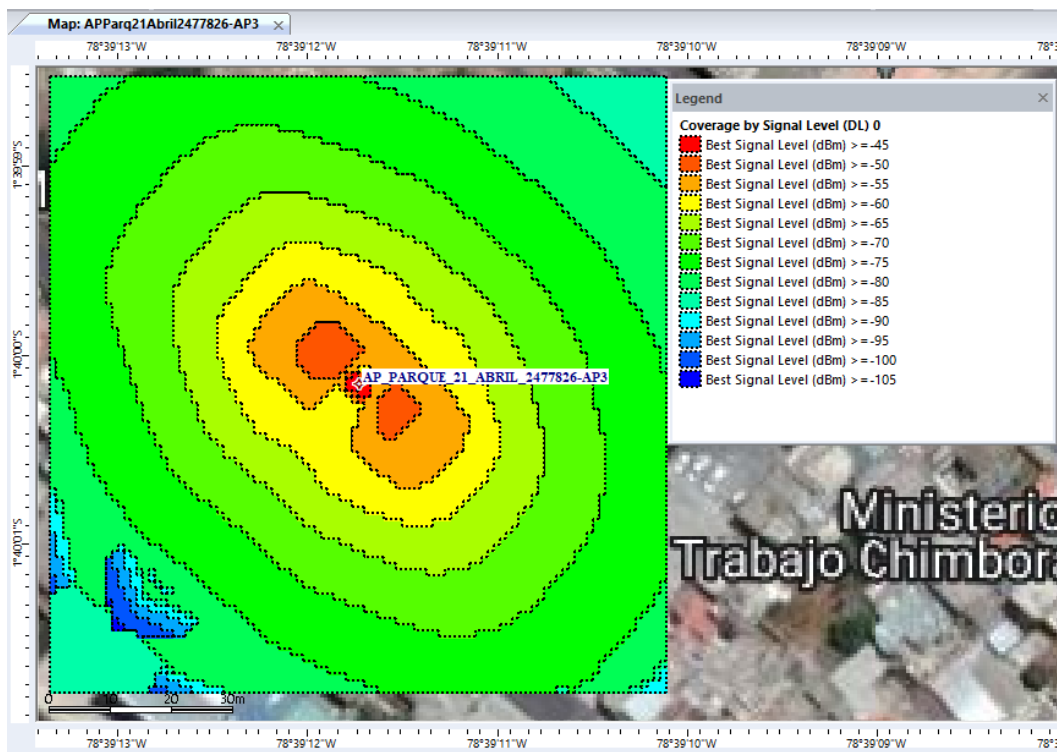 Map: APParq21Abril2477826-AP3
78°39'13"W 78°39'12"W 78°39'11"W 78°39'10"W 78°39'09"W
Legend
Coverage by Signal Level (DL) 0
Best Signal Level (dBm) >=-45
Best Signal Level (dBm) >=-50
Best Signal Level (dBm) >=-55
Best Signal Level (dBm) >=-60
Best Signal Level (dBm) >=-65
Best Signal Level (dBm) >=-70
Best Signal Level (dBm) >=-75
Best Signal Level (dBm) >=-80
Best Signal Level (dBm) >=-85
Best Signal Level (dBm) >=-90
Best Signal Level (dBm) >=-95
Best Signal Level (dBm) >=-100
Best Signal Level (dBm) >=-105
1°39'59"S
1°40'00"S
1°40'01"S
AP_PARQUE_21_ABRIL_2477826-AP3
Ministerio
Trabajo Chimbora
0 10 20 30m
78°39'13"W 78°39'12"W 78°39'11"W 78°39'10"W 78°39'09"W